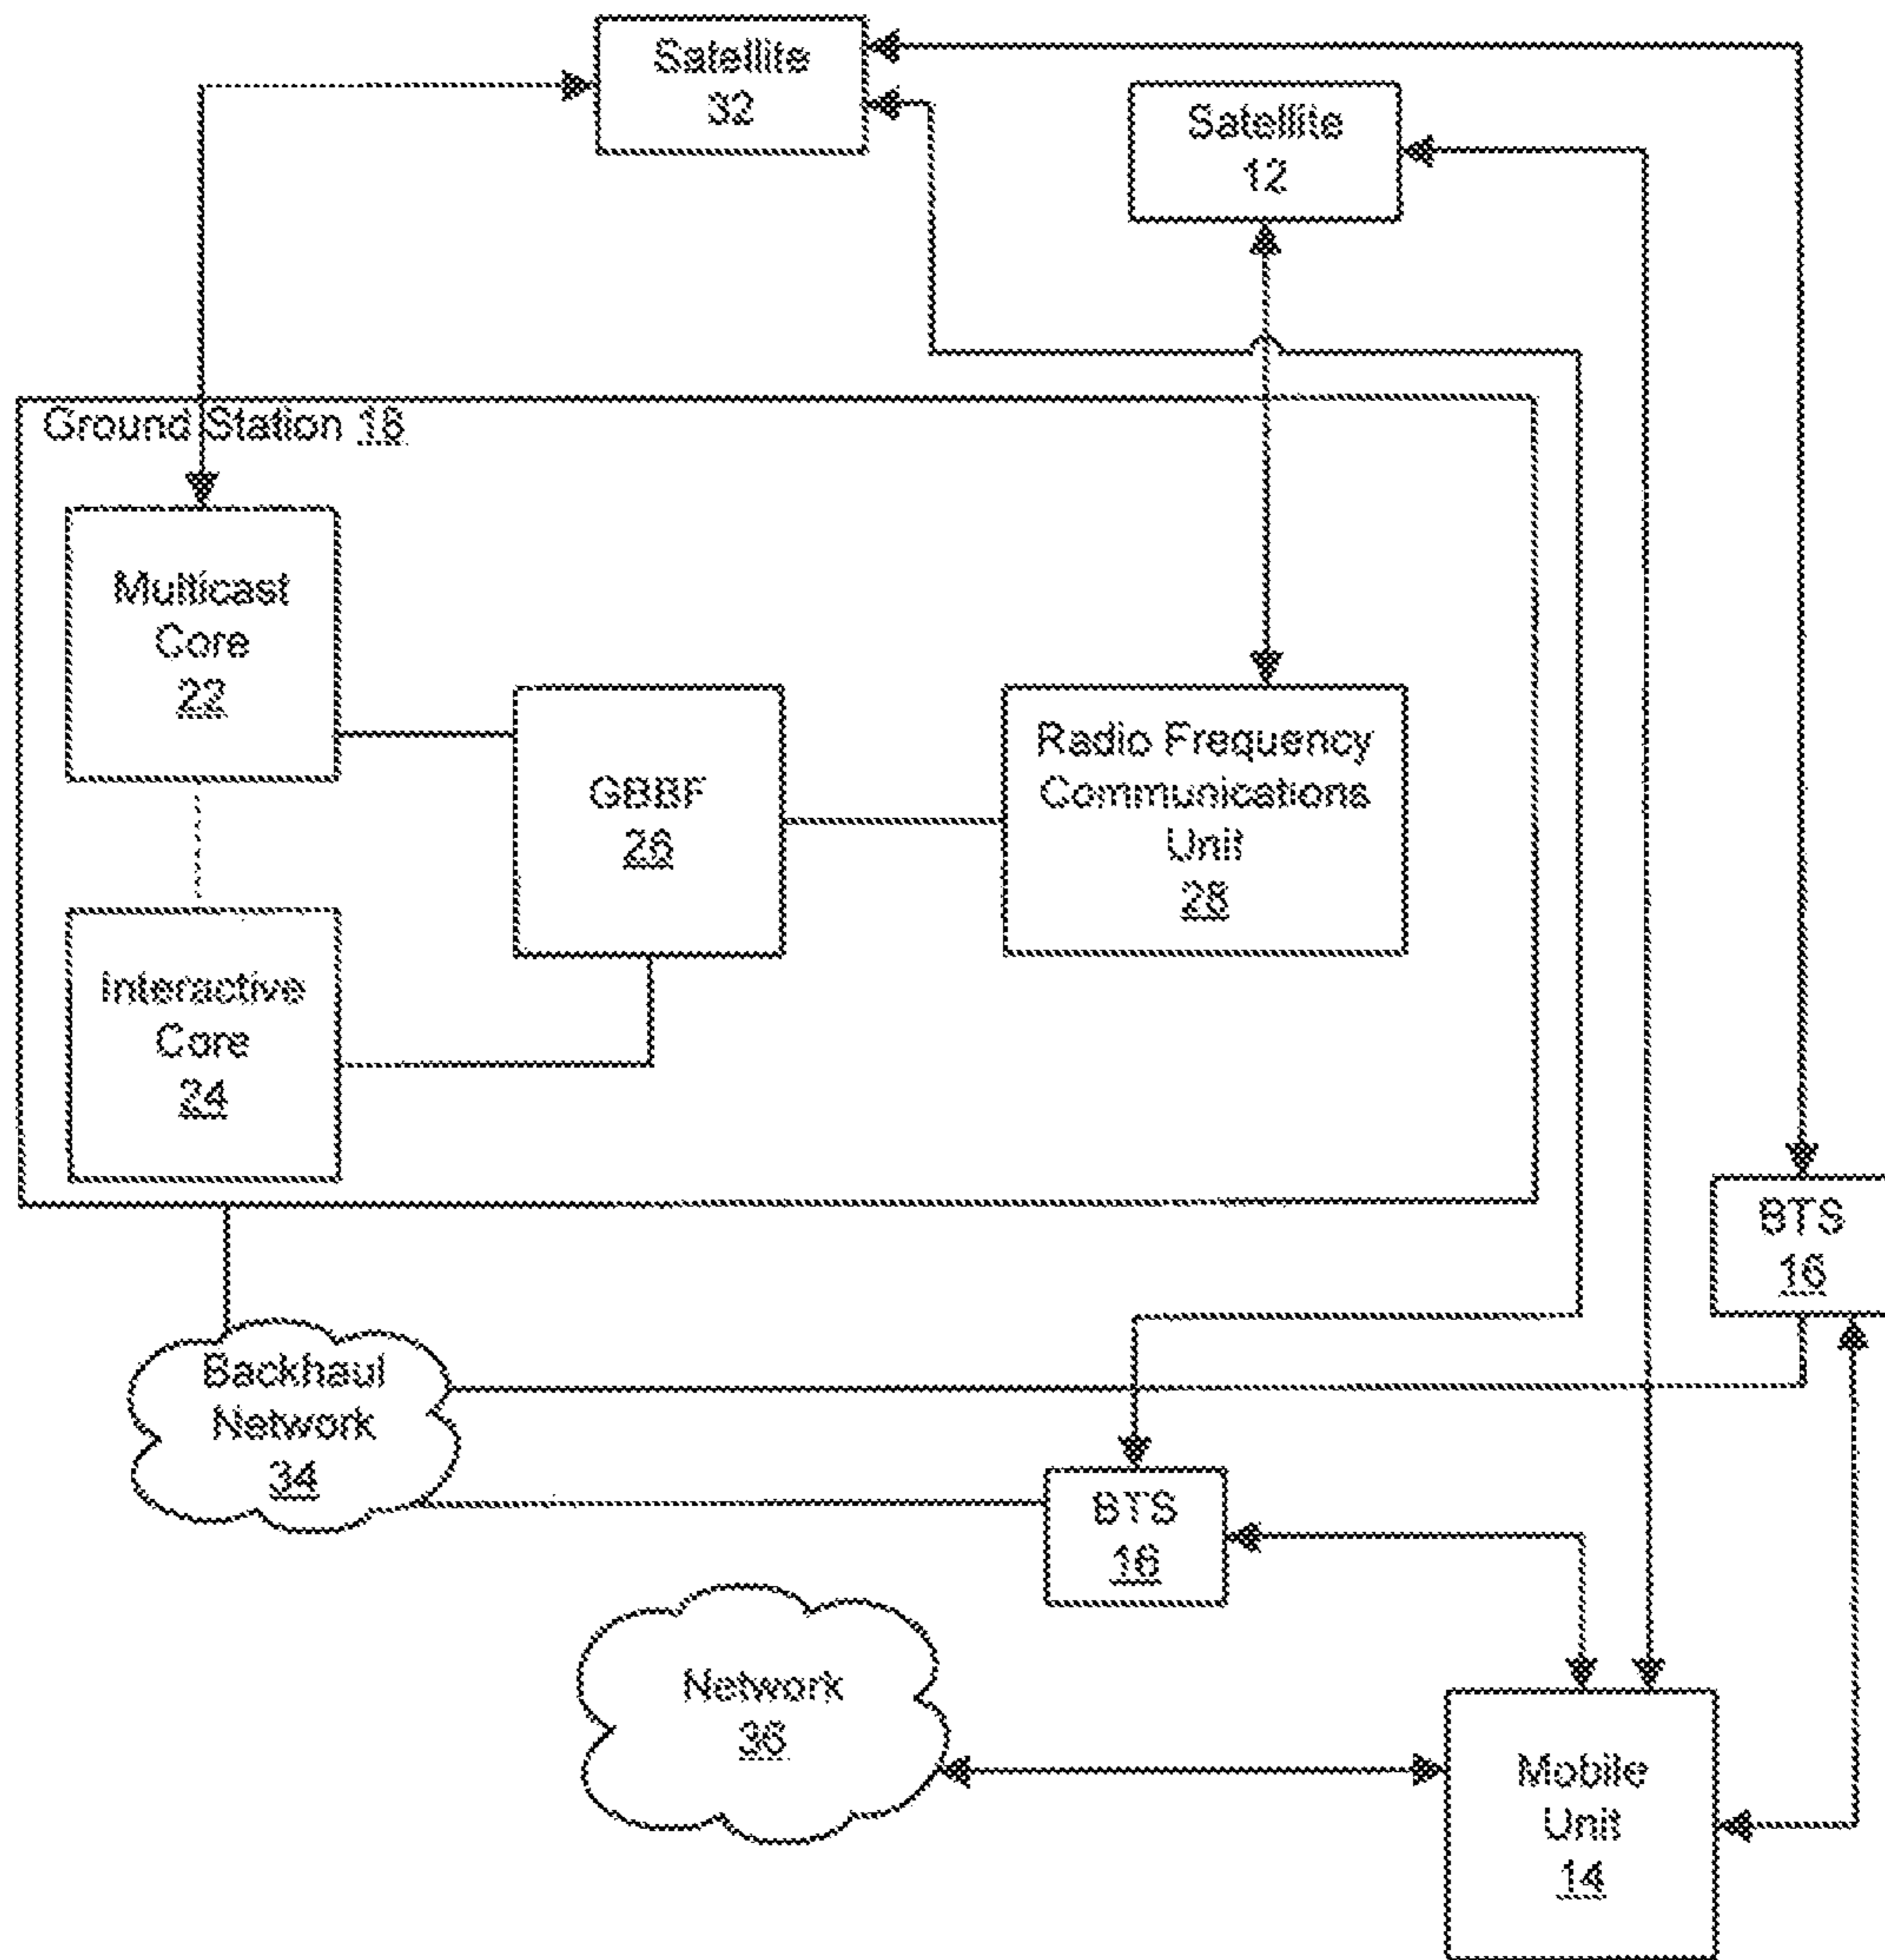 Satellite
32
Satellite
12
Ground Station 18
Multicast
Core
22
GBBF
26
Radio Frequency
Communications
Unit
28
Interactive
Core
24
BTS
16
Backhaul
Network
34
BTS
16
Network
36
Mobile
Unit
14